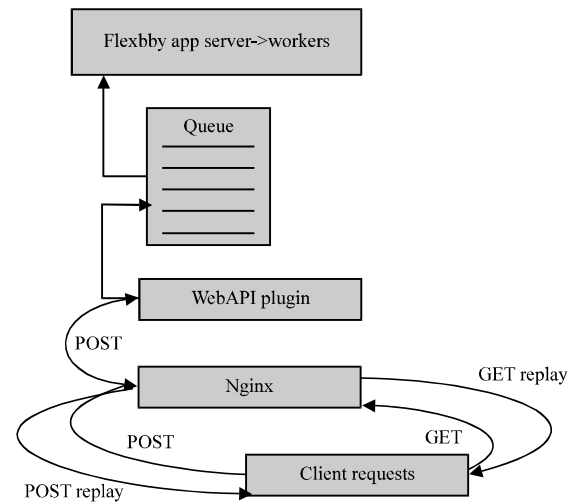 Flexbby app server->workers
Queue
WebAPI plugin
POST
Nginx
GET replay
POST
GET
Client requests
POST replay